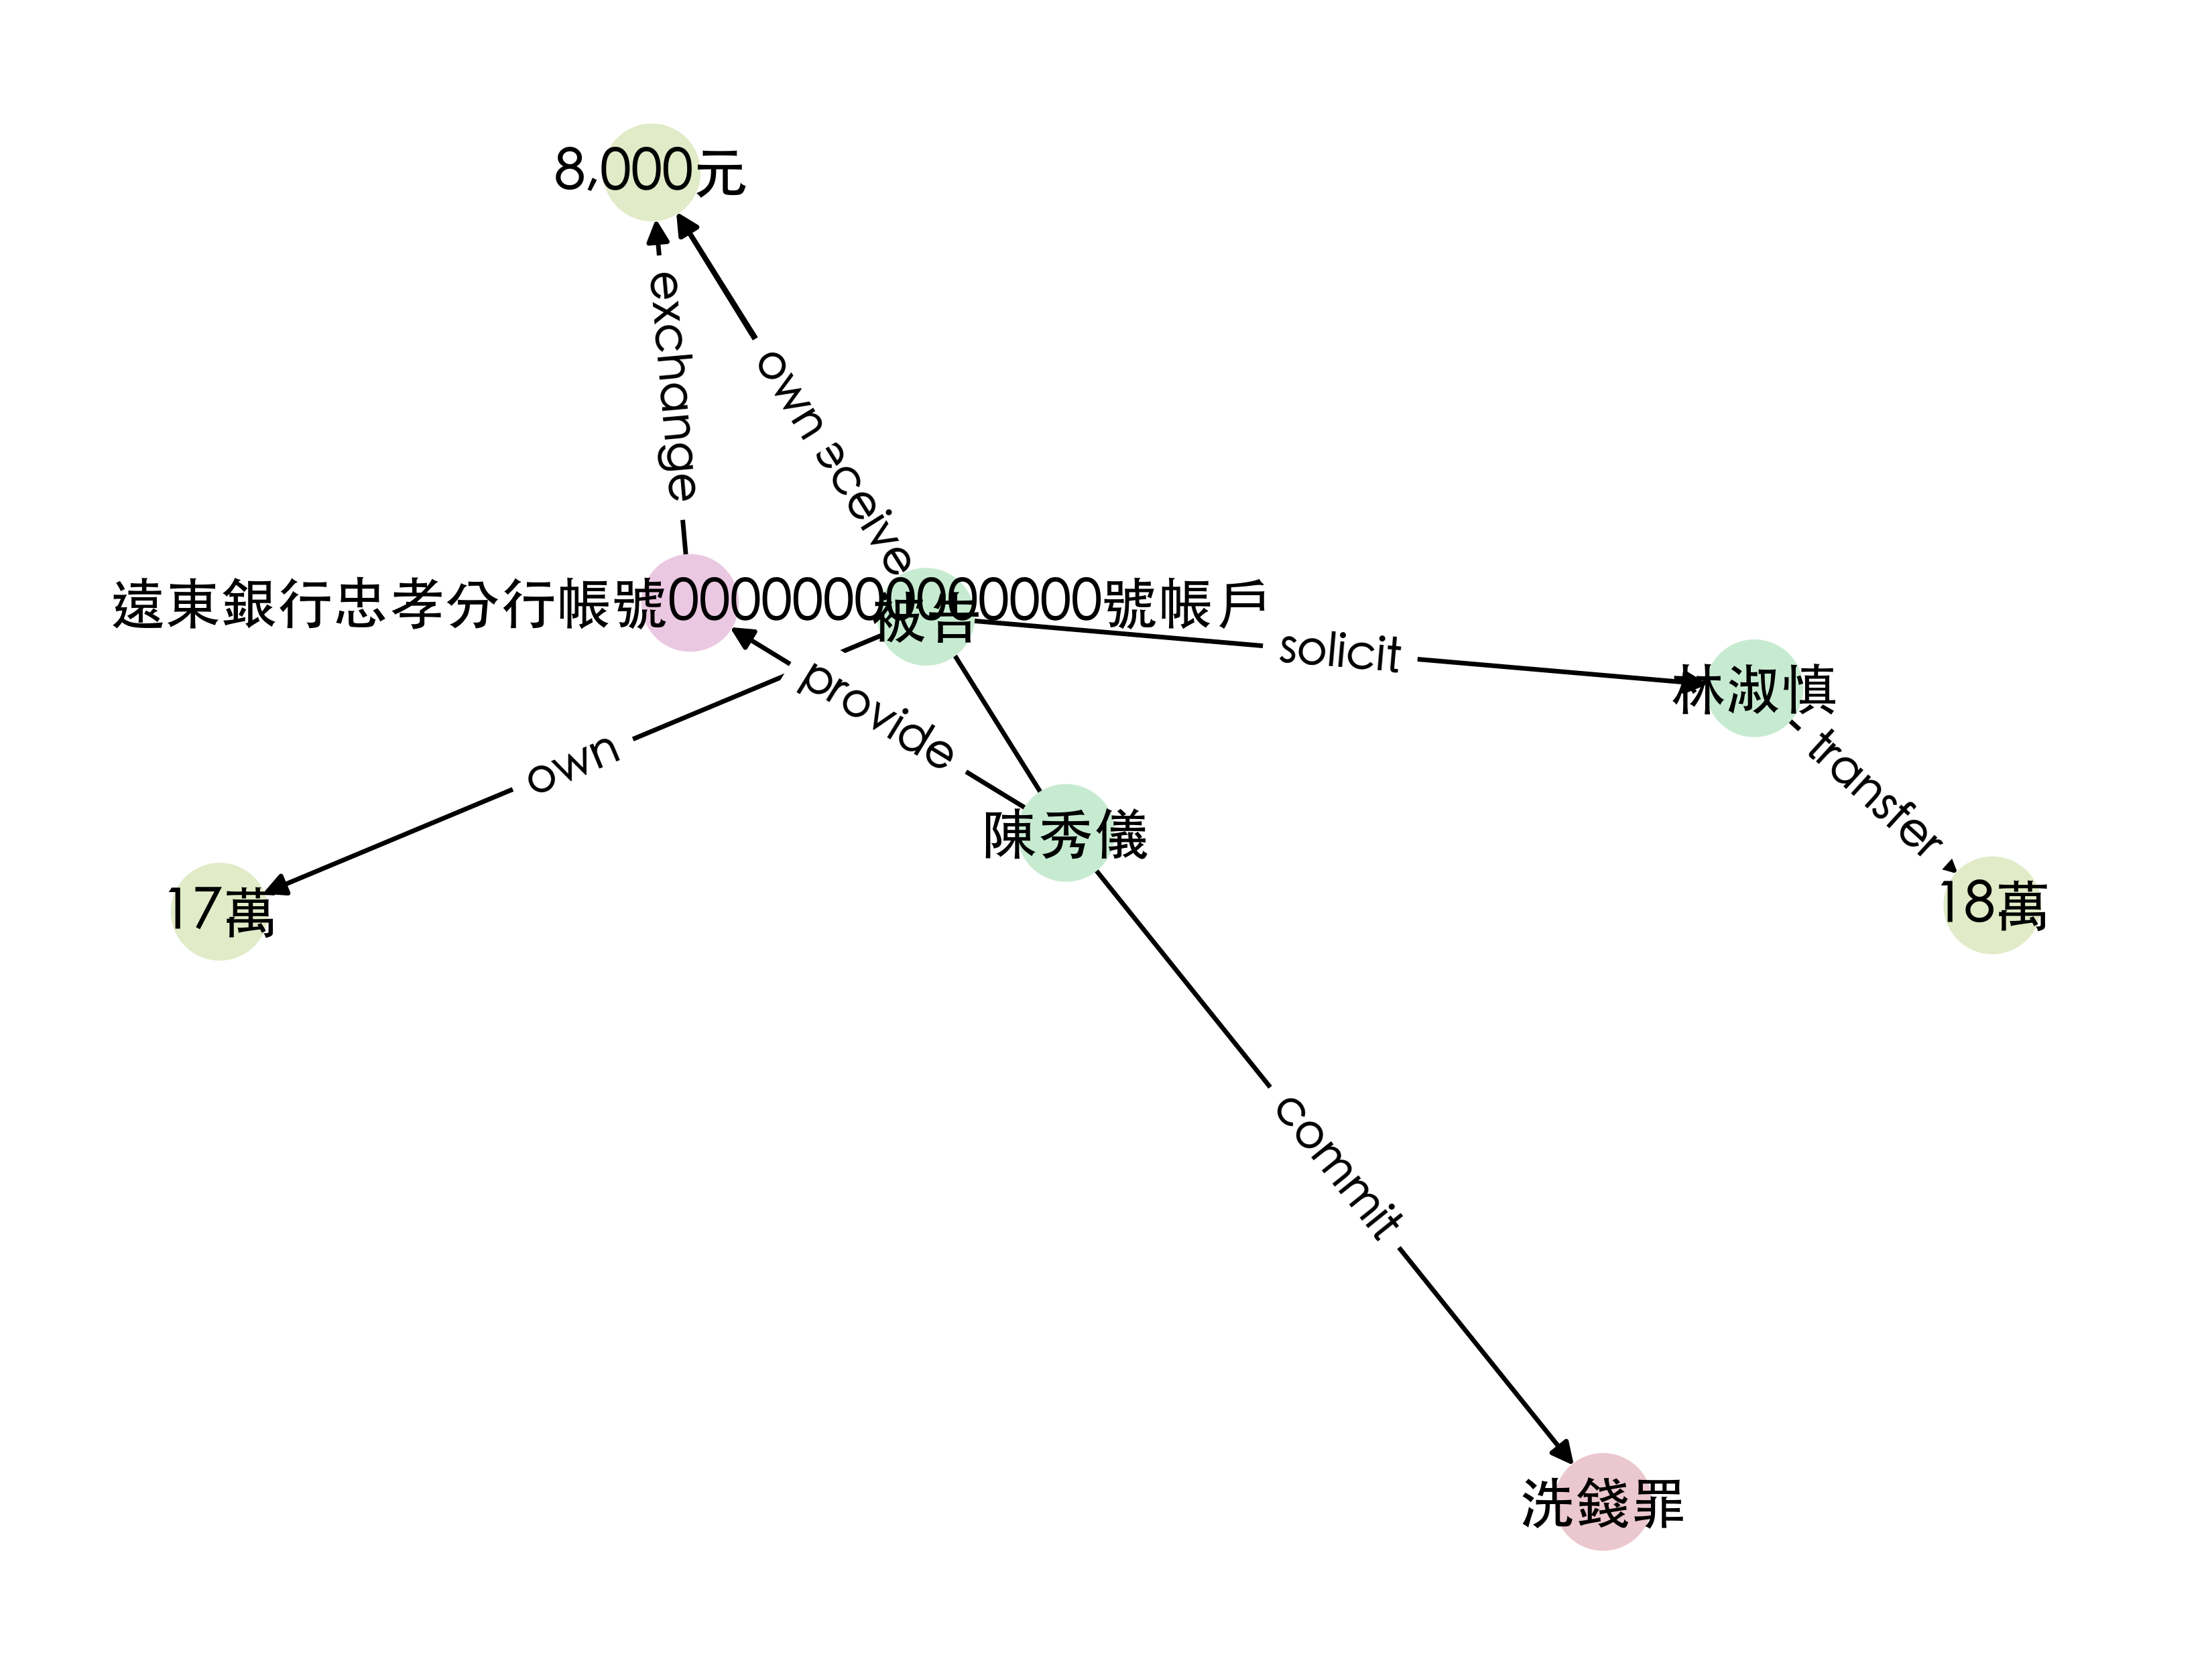 8,000元
exchange
own
receive
遠東銀行忠孝分行帳號00000000000000號帳戶
被告
solicit
林淑慎
provide
own
transfer
陳秀儀
17萬
18萬
commit
洗錢罪